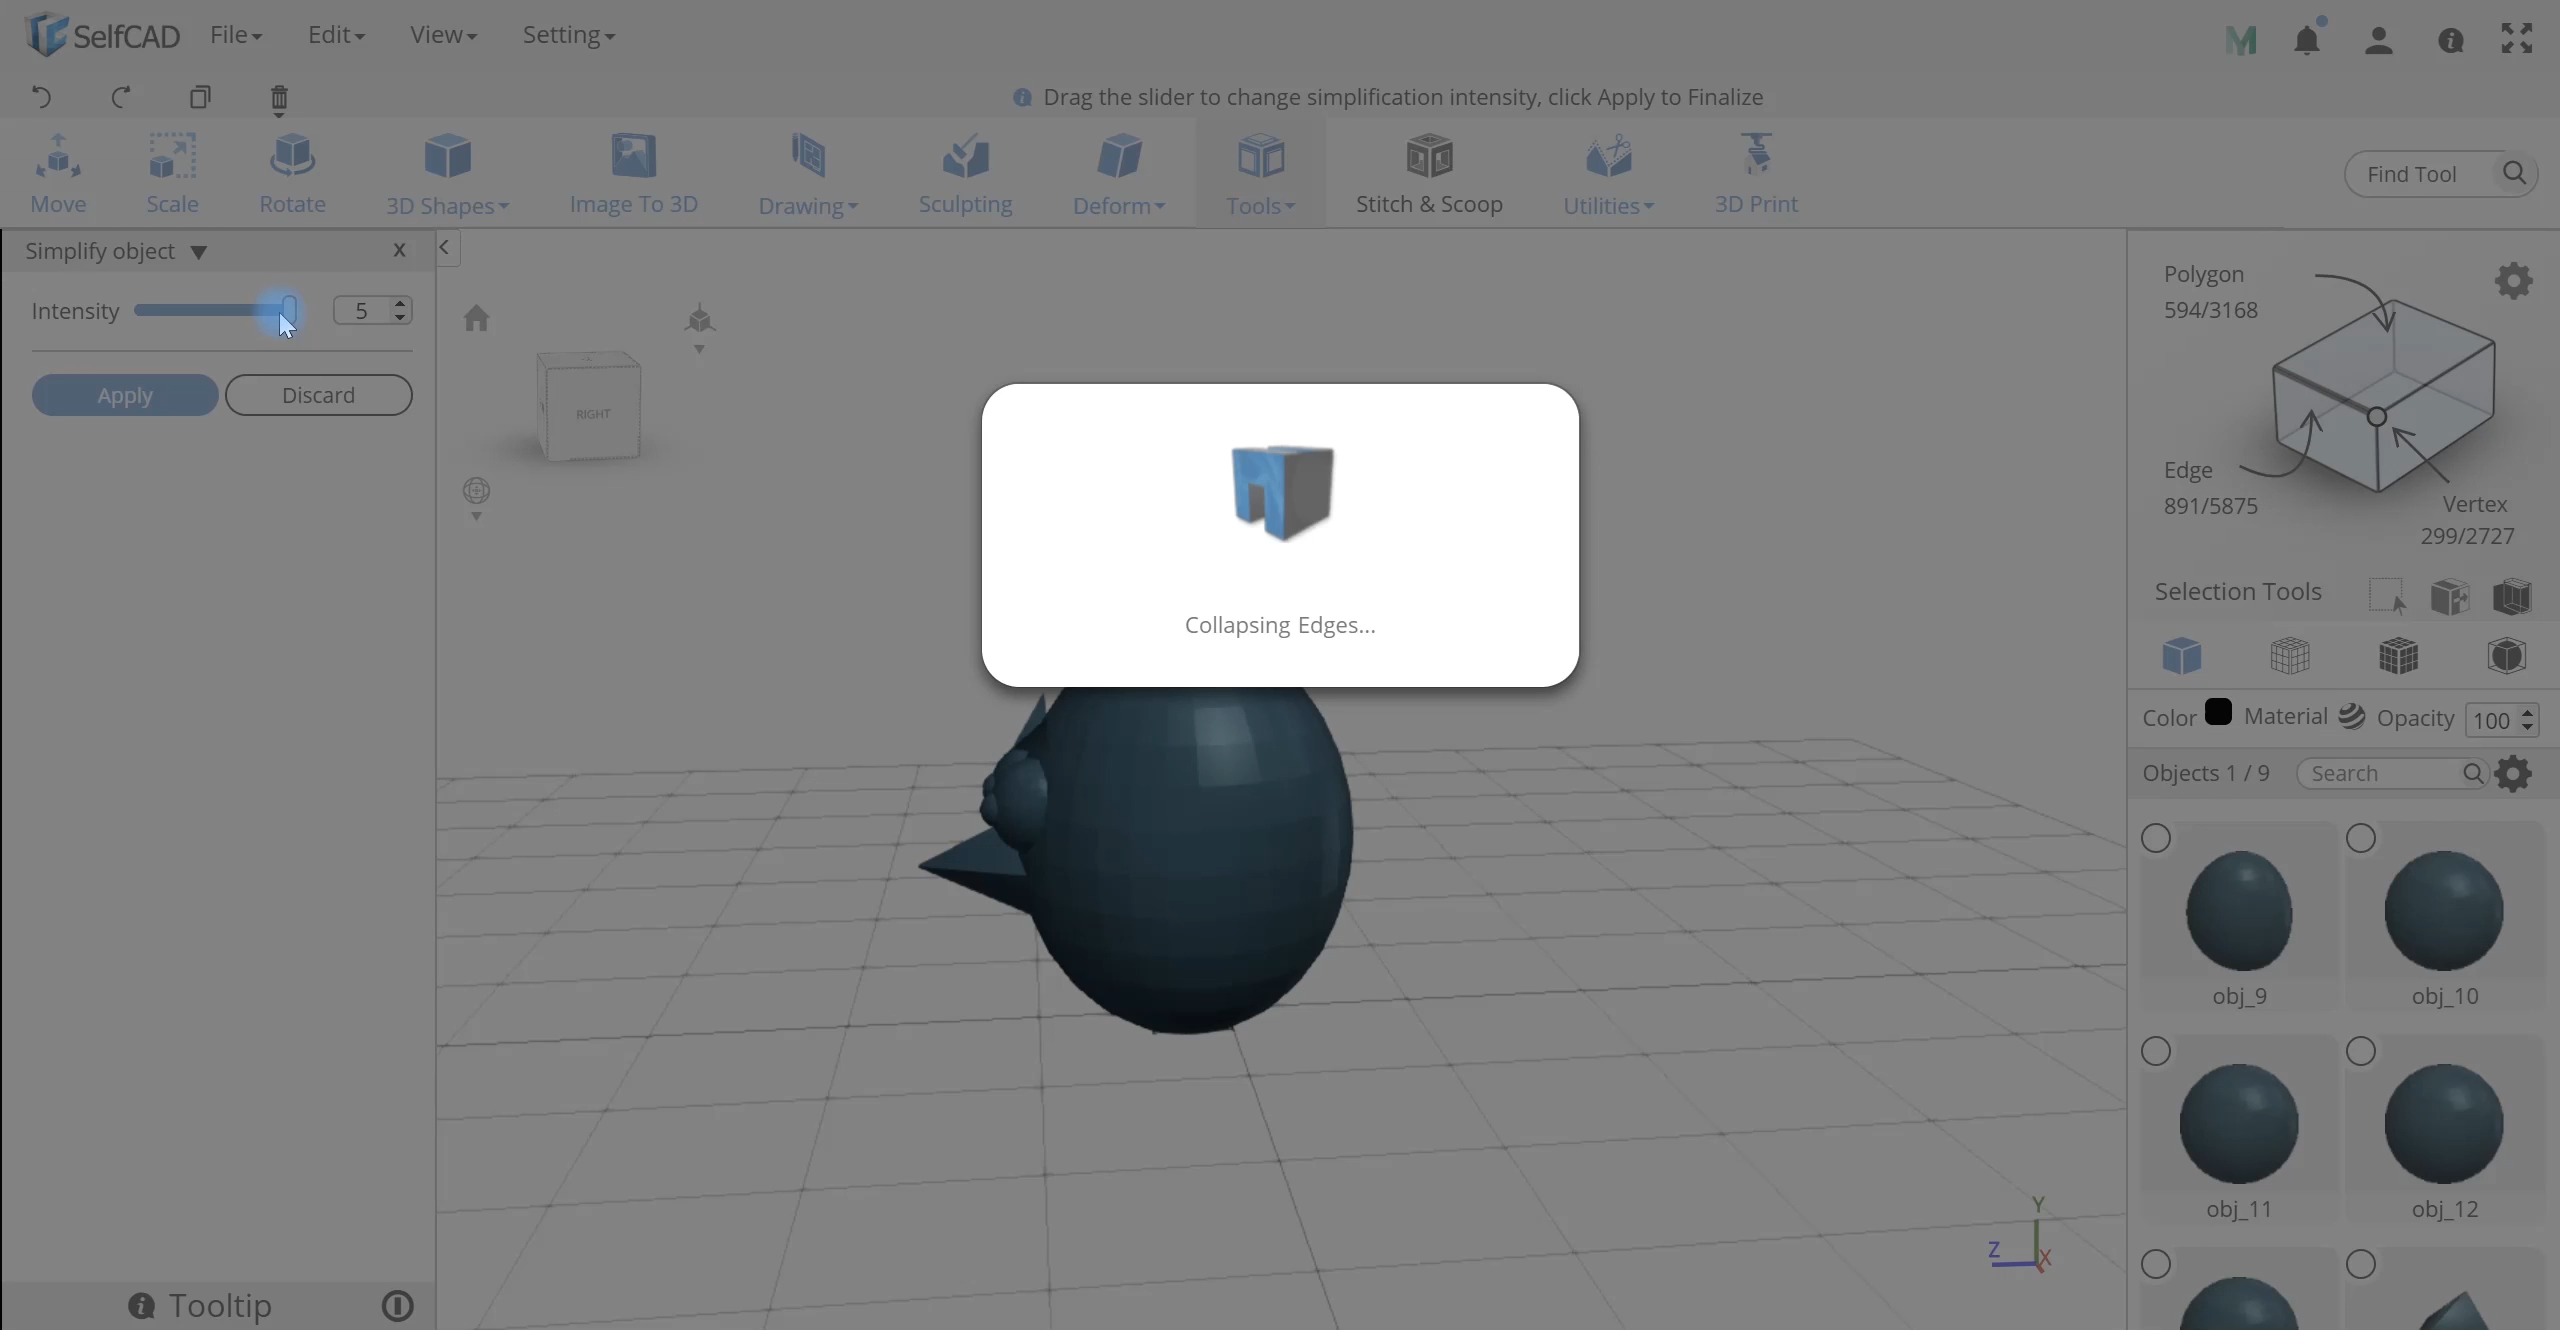 SelfCAD File Edit View Setting
Drag the slider to change simplification intensity, click Apply to Finalize
Move Scale Rotate 3D Shapes Image To 3D Drawing Sculpting Deform Tools Stitch & Scoop Utilities 3D Print Find Tool
Simplify object x
Intensity 5
Apply Discard
RIGHT
Collapsing Edges...
Polygon
594/3168
Edge
891/5875
Vertex
299/2727
Selection Tools
Color Material Opacity 100
Objects 1 / 9 Search
obj_9 obj_10
obj_11 obj_12
Y
Z X
Tooltip